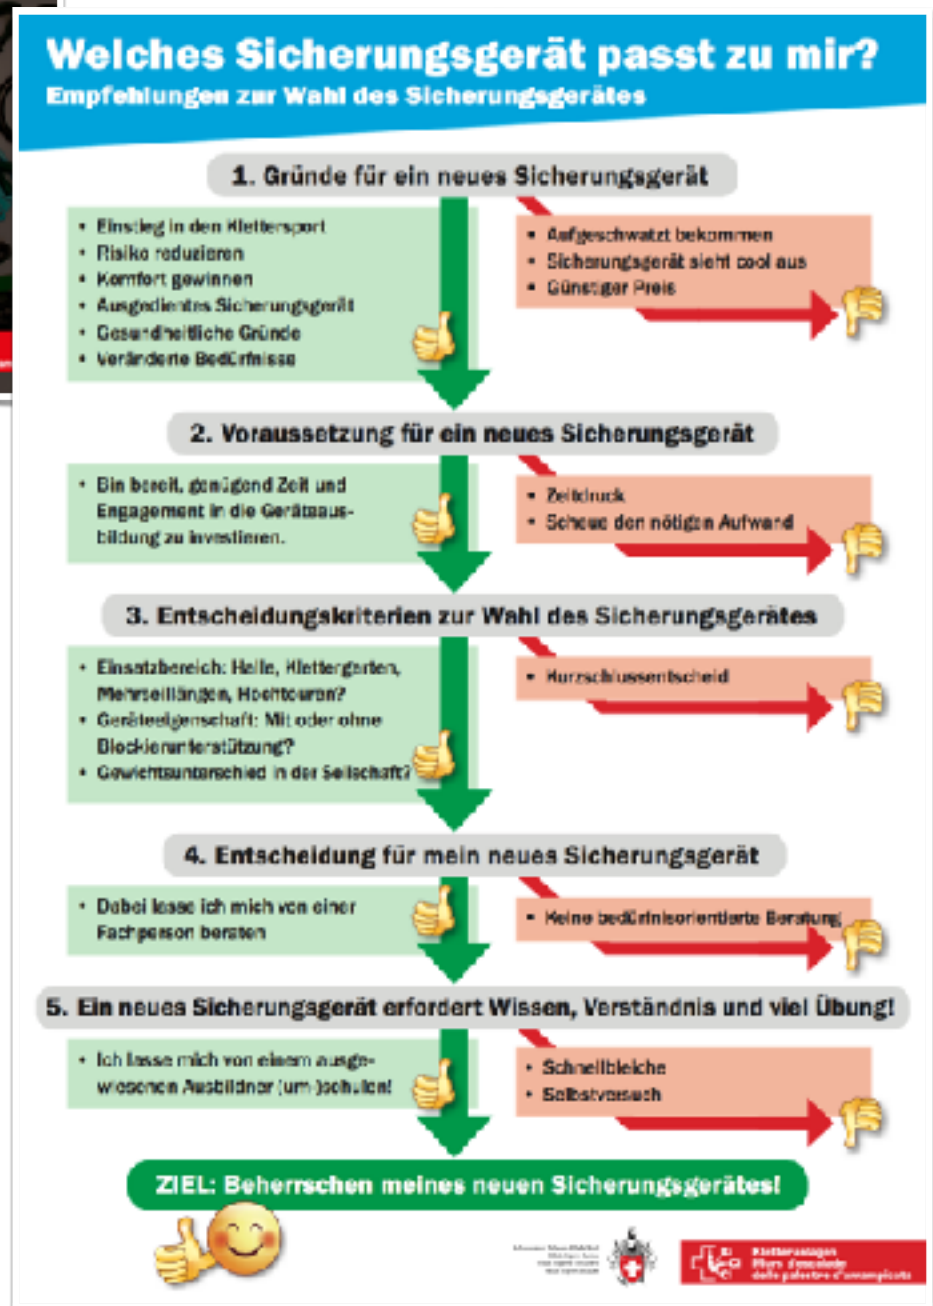 Welches Sicherungsgerät passt zu mir?
Empfehlungen zur Wahl des Sicherungsgerätes
1. Gründe für ein neues Sicherungsgerät
• Einstieg in den Klettersport
• Risiko reduzieren
• Komfort gewinnen
• Ausgedientes Sicherungsgerät
• Gesundheitliche Gründe
• Veränderte Bedürfnisse
• Aufgeschwatzt bekommen
• Sicherungsgerät sieht cool aus
• Günstiger Preis
2. Voraussetzung für ein neues Sicherungsgerät
• Bin bereit, genügend Zeit und
Engagement in die Geräteaus-
bildung zu investieren.
• Zeitdruck
• Scheue den nötigen Aufwand
3. Entscheidungskriterien zur Wahl des Sicherungsgerätes
• Einsatzbereich: Halle, Klettergarten,
Mehrseillängen, Hochtouren?
• Geräteeigenschaft: Mit oder ohne
Blockierunterstützung?
• Gewichtsunterschied in der Seilschaft?
• Kurzschlussentscheid
4. Entscheidung für mein neues Sicherungsgerät
• Dabei lasse ich mich von einer
Fachperson beraten
• Keine bedürfnisorientierte Beratung
5. Ein neues Sicherungsgerät erfordert Wissen, Verständnis und viel Übung!
• Ich lasse mich von einem ausge-
wiesenen Ausbildner (um-)schulen!
• Schnellbleiche
• Selbstversuch
ZIEL: Beherrschen meines neuen Sicherungsgerätes!
Kletteranlagen
Murs d'escalade
delle palestre d'arrampicata